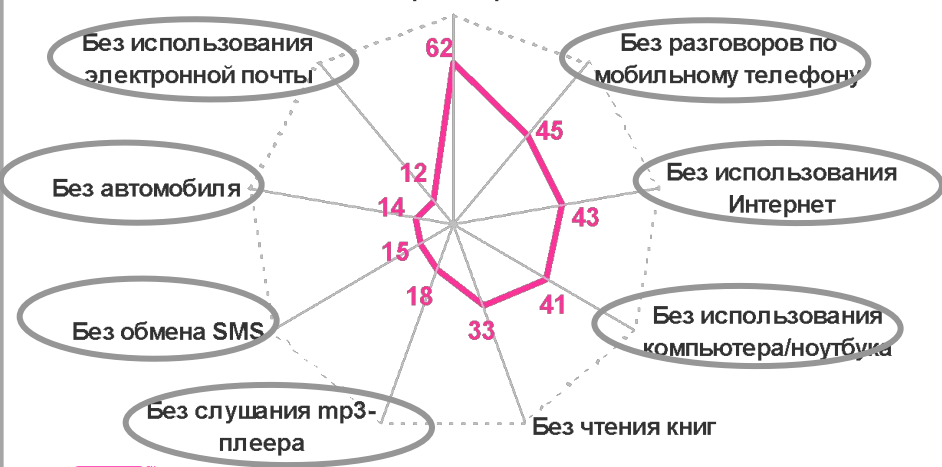 62
Без использования
электронной почты
Без разговоров по
мобильному телефону
45
12
Без автомобиля
14
Без использования
Интернет
43
15
18
41
33
Без обмена SMS
Без использования
компьютера/ноутбука
Без слушания mp3-
плеера
Без чтения книг